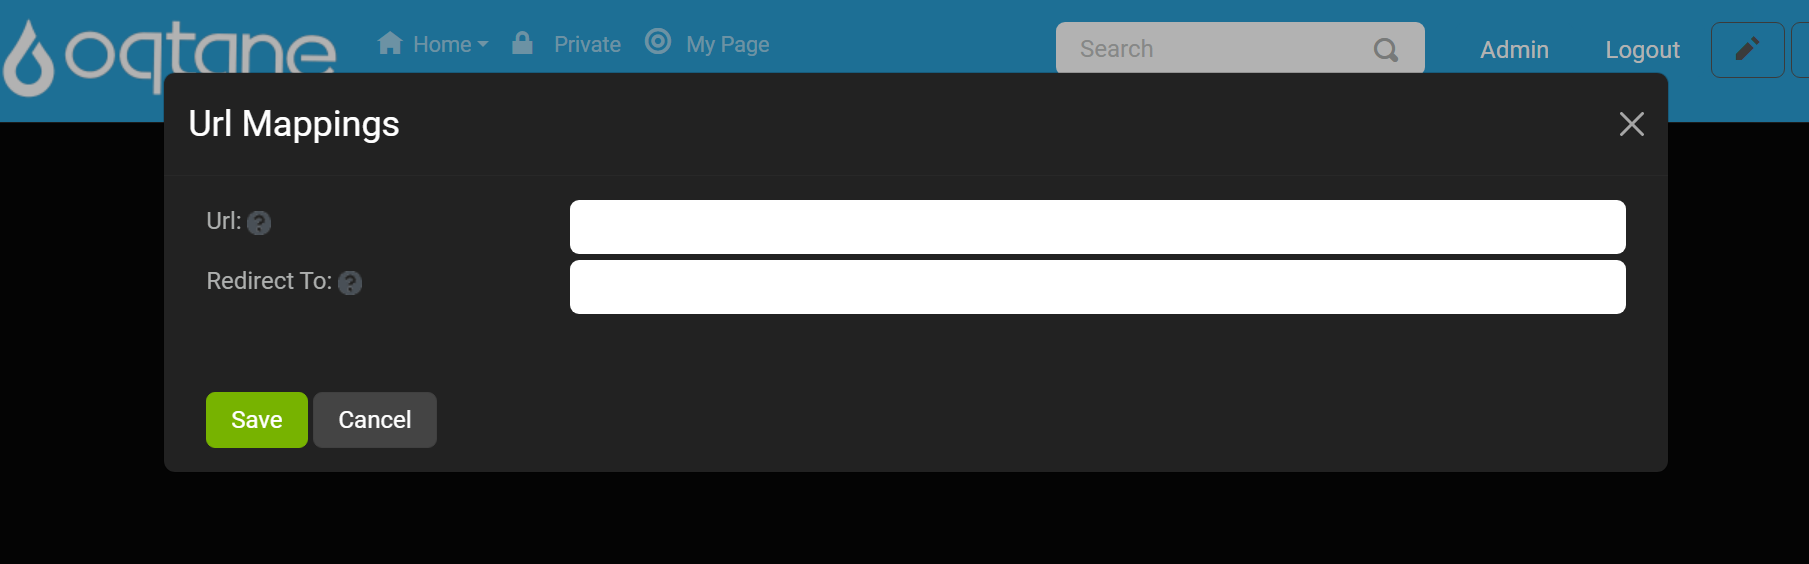 oqtane
Home
Private
My Page
Search
Admin
Logout
Url Mappings
Url: ?
Redirect To: ?
Save
Cancel